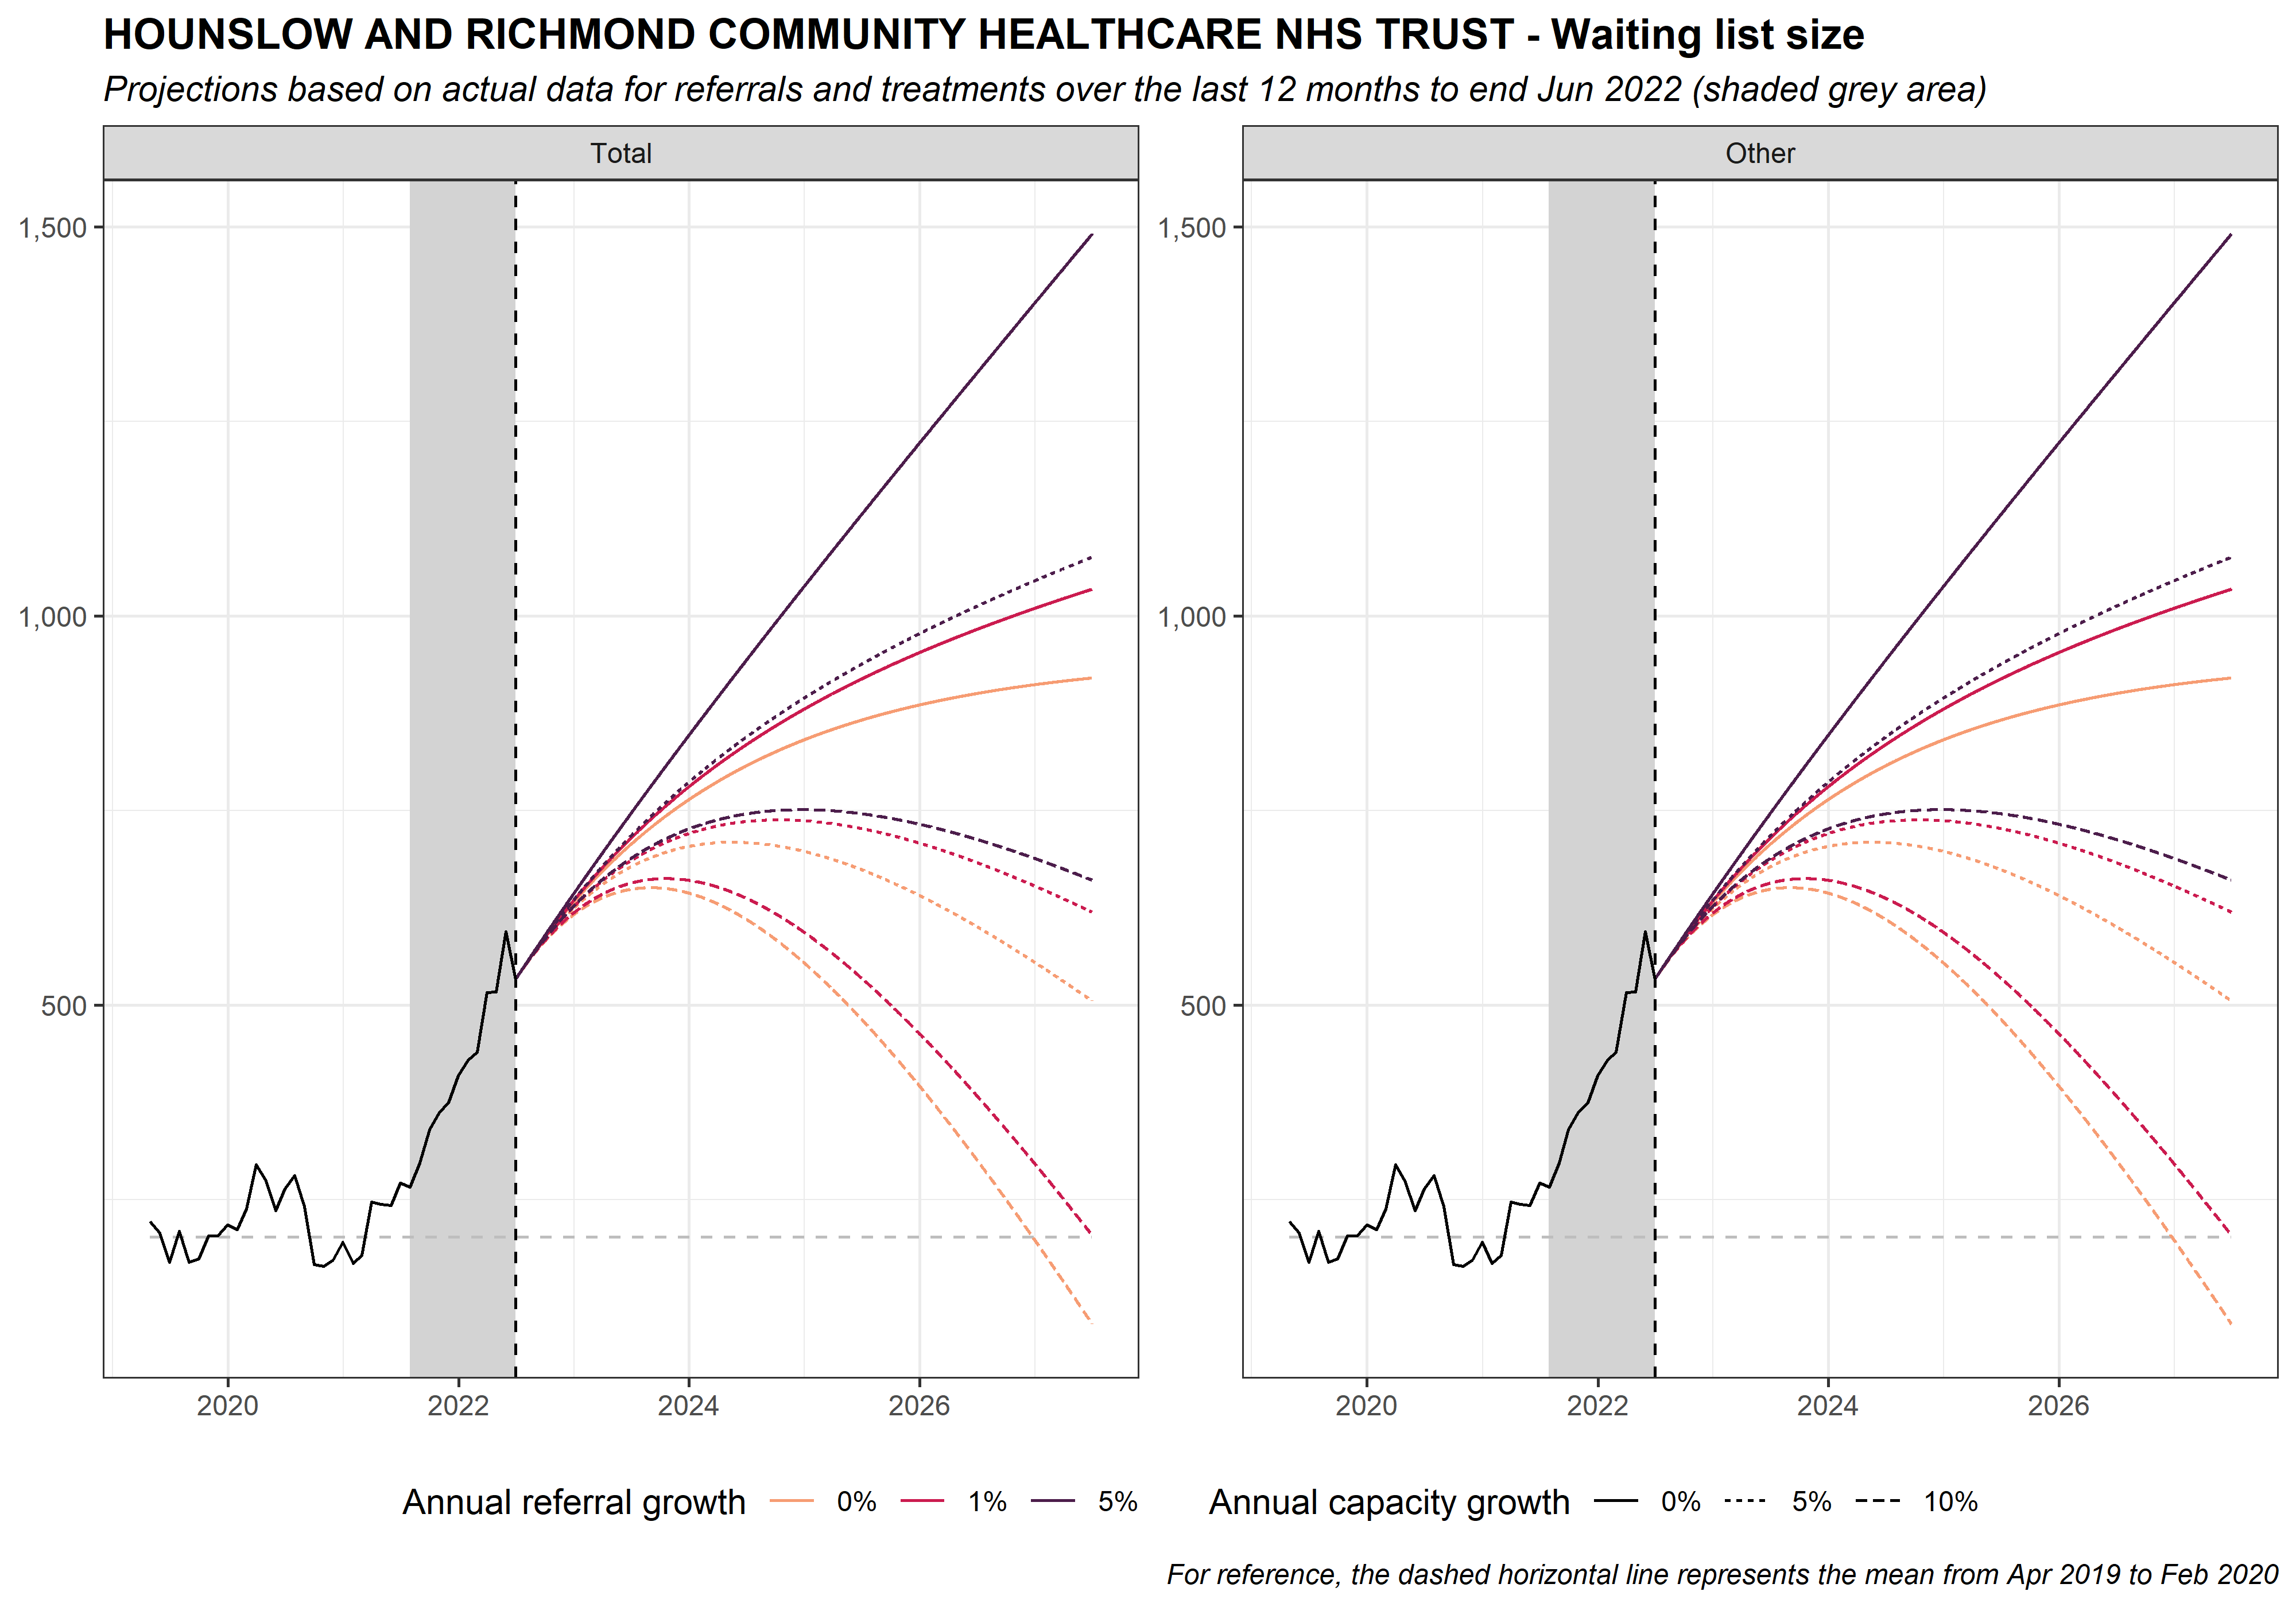 HOUNSLOW AND RICHMOND COMMUNITY HEALTHCARE NHS TRUST - Waiting list size
Projections based on actual data for referrals and treatments over the last 12 months to end Jun 2022 (shaded grey area)
Total
Other
1,500
1,000
500
1,500
1,000
500
2020 2022 2024 2026
2020 2022 2024 2026
Annual referral growth 0% 1% 5%
Annual capacity growth 0% 5% 10%
For reference, the dashed horizontal line represents the mean from Apr 2019 to Feb 2020